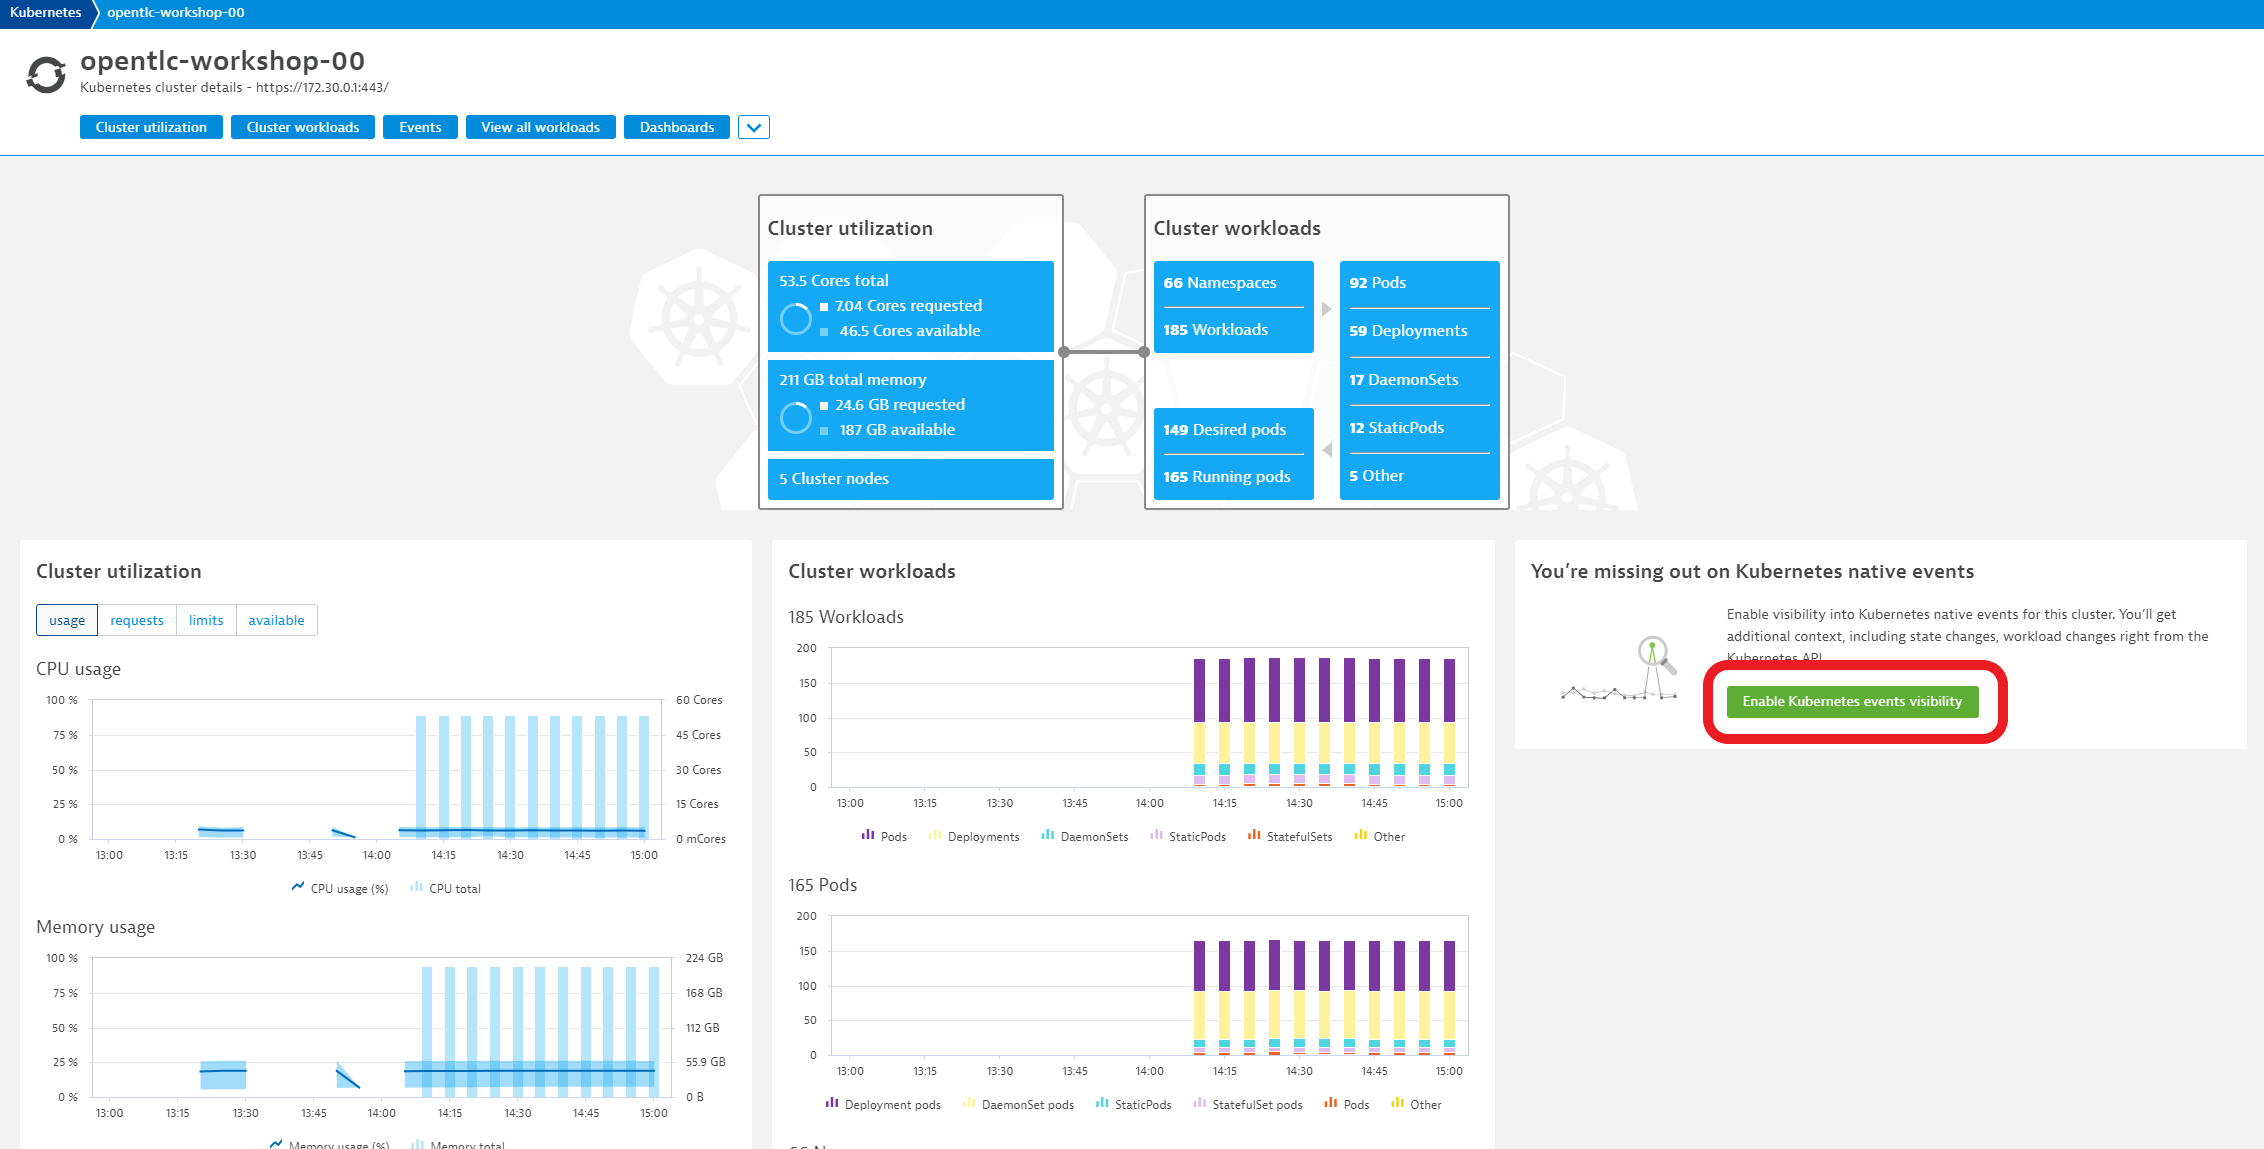 Kubernetes
opentlc-workshop-00
opentlc-workshop-00
Kubernetes cluster details - https://172.30.0.1:443/
Cluster utilization
Cluster workloads
Events
View all workloads
Dashboards
Cluster utilization
53.5 Cores total
7.04 Cores requested
46.5 Cores available
211 GB total memory
24.6 GB requested
187 GB available
5 Cluster nodes
Cluster workloads
66 Namespaces
185 Workloads
149 Desired pods
165 Running pods
92 Pods
59 Deployments
17 DaemonSets
12 StaticPods
5 Other
Cluster utilization
usage
requests
limits
available
CPU usage
100 %
75 %
50 %
25 %
0 %
60 Cores
45 Cores
30 Cores
15 Cores
0 mCores
13:00 13:15 13:30 13:45 14:00 14:15 14:30 14:45 15:00
CPU usage (%) CPU total
Memory usage
100 %
75 %
50 %
25 %
0 %
224 GB
168 GB
112 GB
55.9 GB
0 B
13:00 13:15 13:30 13:45 14:00 14:15 14:30 14:45 15:00
Memory usage (%) Memory total
Cluster workloads
185 Workloads
200
150
100
50
0
13:00 13:15 13:30 13:45 14:00 14:15 14:30 14:45 15:00
Pods Deployments DaemonSets StaticPods StatefulSets Other
165 Pods
200
150
100
50
0
13:00 13:15 13:30 13:45 14:00 14:15 14:30 14:45 15:00
Deployment pods DaemonSet pods StaticPods StatefulSet pods Pods Other
You’re missing out on Kubernetes native events
Enable visibility into Kubernetes native events for this cluster. You’ll get
additional context, including state changes, workload changes right from the
Kubernetes API
Enable Kubernetes events visibility